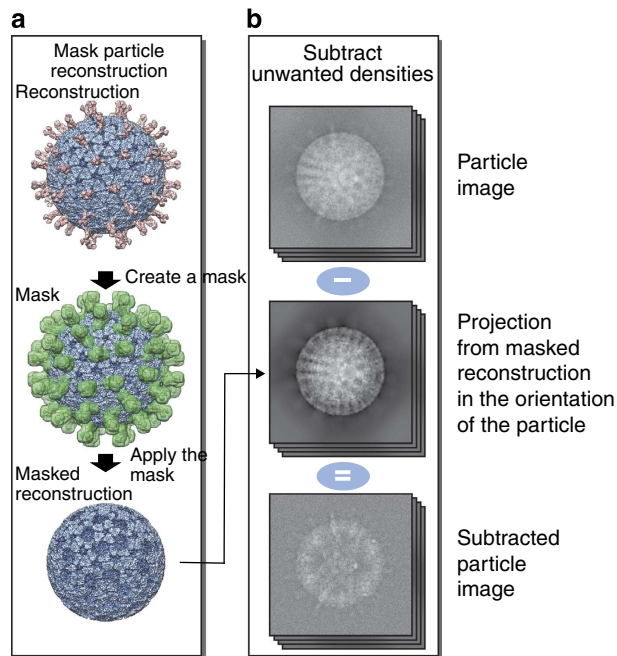 a
Mask particle
reconstruction
Reconstruction
Create a mask
Mask
Apply the
mask
Masked
reconstruction
b
Subtract
unwanted densities
Particle
image
−
Projection
from masked
reconstruction
in the orientation
of the particle
=
Subtracted
particle
image